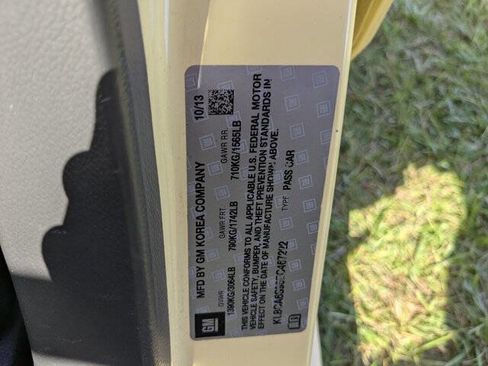 MFD BY GM KOREA COMPANY 10/13
GVWR GAWR FRT. GAWR RR.
1390KG/3064LB 790KG/1742LB 710KG/1565LB
THIS VEHICLE CONFORMS TO ALL APPLICABLE U.S. FEDERAL MOTOR
VEHICLE SAFETY, BUMPER, AND THEFT PREVENTION STANDARDS IN
EFFECT ON THE DATE OF MANUFACTURE SHOWN ABOVE.
TYPE PASS CAR
GM